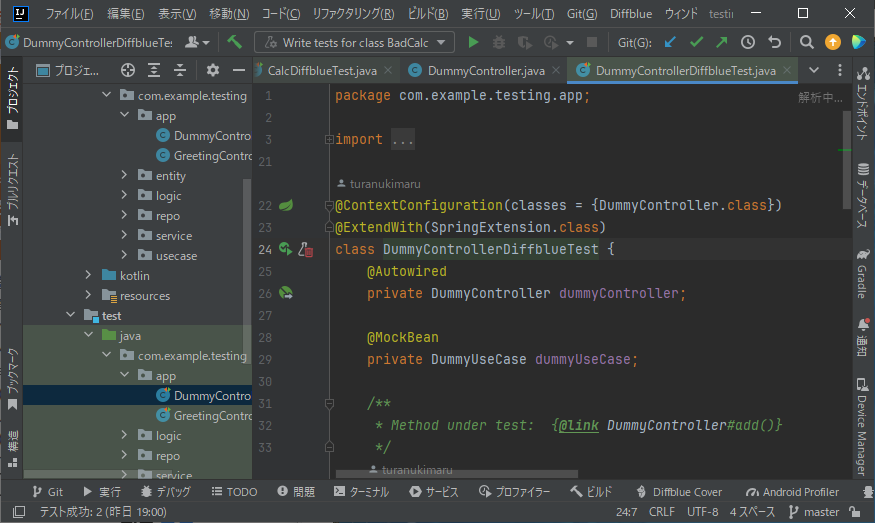 IJ ファイル(F) 編集(E) 表示(V) 移動(N) コード(C) リファクタリング(R) ビルド(B) 実行(U) ツール(T) Git(G) Diffblue ウィンド testin
DummyControllerDiffblueTe Write tests for class BadCalc Git(G):
プロジェ... CalcDiffblueTest.java DummyController.java DummyControllerDiffblueTest.java
プロジェクト
プルリクエスト
ブックマーク
構造
com.example.testing
app
DummyContro
GreetingContro
entity
logic
repo
service
usecase
kotlin
resources
test
java
com.example.testing
app
DummyContro
GreetingContro
logic
repo
service
解析中...
1 package com.example.testing.app;
2
3 import ...
21
turanukimaru
22 @ContextConfiguration(classes = {DummyController.class})
23 @ExtendWith(SpringExtension.class)
24 class DummyControllerDiffblueTest {
25 @Autowired
26 private DummyController dummyController;
27
28 @MockBean
29 private DummyUseCase dummyUseCase;
30
31 /**
32 * Method under test: {@link DummyController#add()}
33 */
turanukimaru
エンドポイント
データベース
Gradle
通知
Device Manager
Git 実行 デバッグ TODO 問題 ターミナル サービス プロファイラー ビルド Diffblue Cover Android Profiler
テスト成功: 2 (昨日 19:00) 24:7 CRLF UTF-8 4 スペース master